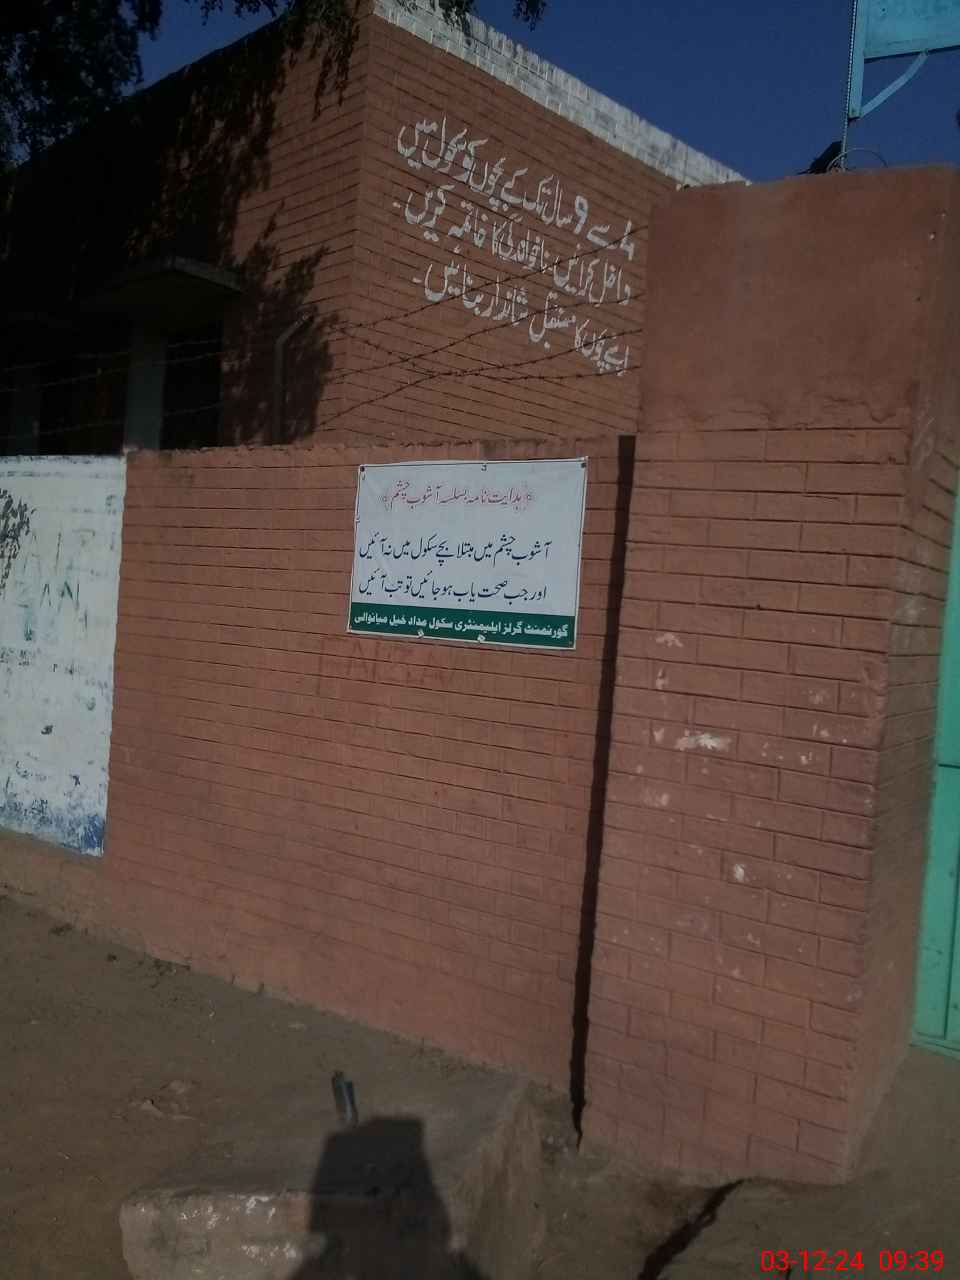 4 سے 9 سال تک کے بچوں کو سکول میں
داخل کرائیں ناخواندگی کا خاتمہ کریں۔
اپنے بچوں کا مستقبل شاندار بنائیں۔
ہدایت نامہ بسلسلہ آشوب چشم
آشوب چشم میں مبتلا بچے سکول میں نہ آئیں
اور جب صحت یاب ہو جائیں تو تب آئیں
گورنمنٹ گرلز ایلیمنٹری سکول مداد خیل میانوالی
03-12-24 09:39